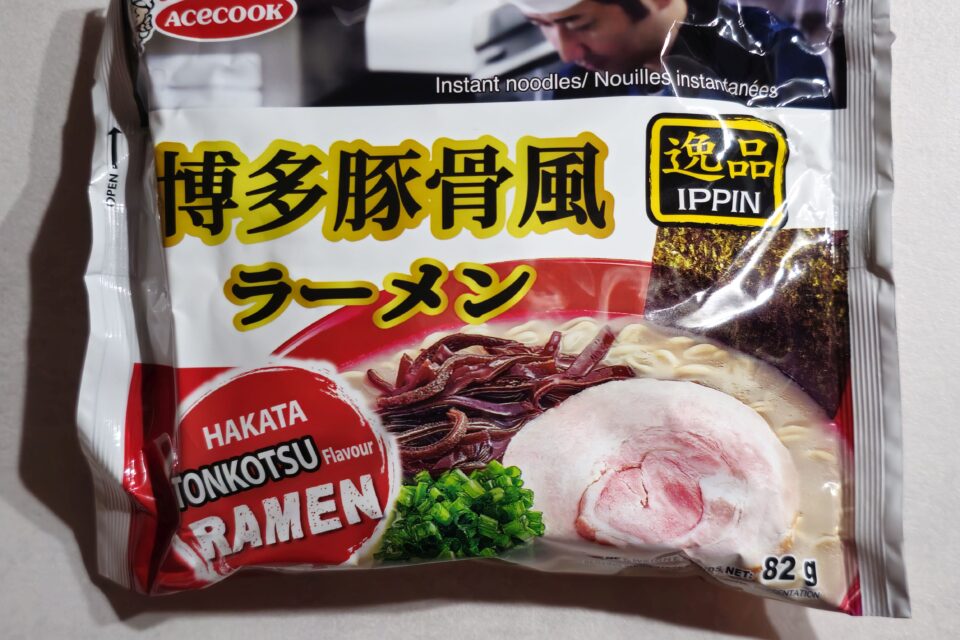 ACECOOK
Instant noodles/ Nouilles instantanées
OPEN
博多豚骨風
逸品
IPPIN
ラーメン
HAKATA
TONKOTSU Flavour
RAMEN
NET: 82 g